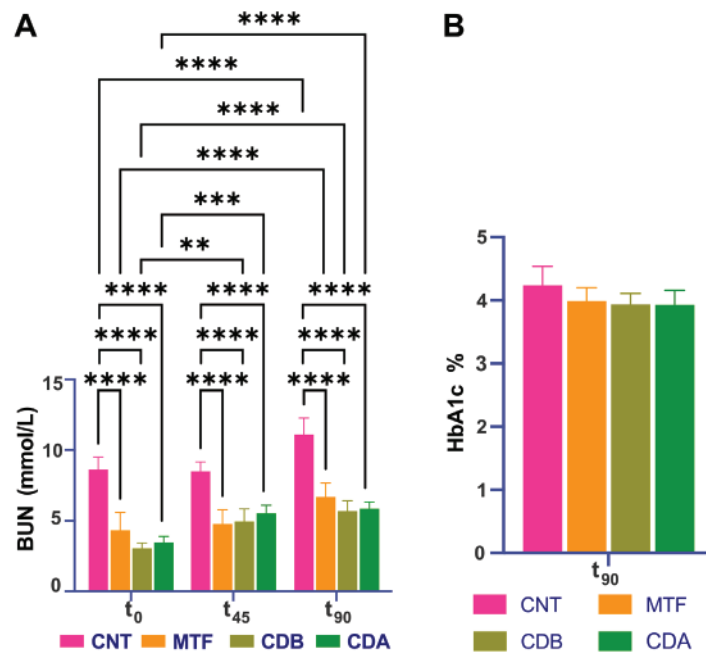 A
B
****
****
****
****
***
**
**** **** ****
**** **** ****
**** **** ****
BUN (mmol/L)
15
10
5
0
t0 t45 t90
CNT MTF CDB CDA
HbA1c %
5
4
3
2
1
0
t90
CNT MTF
CDB CDA